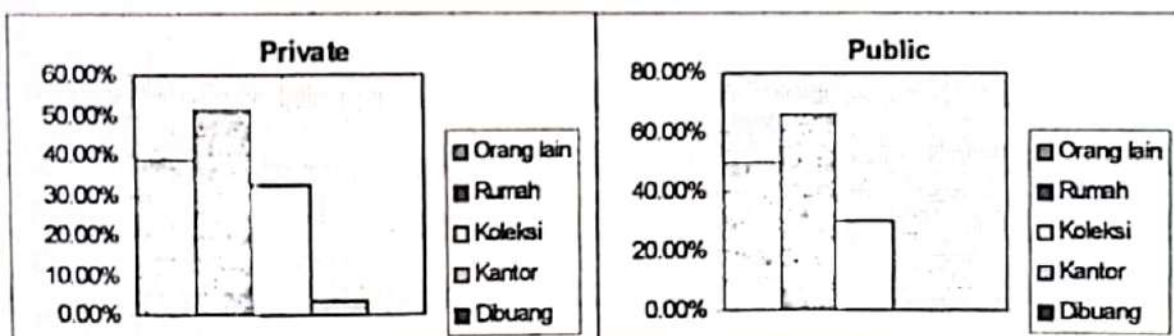 Private
60.00%
50.00%
40.00%
30.00%
20.00%
10.00%
0.00%
Orang lain
Rumah
Koleksi
Kantor
Dibuang
Public
80.00%
60.00%
40.00%
20.00%
0.00%
Orang lain
Rumah
Koleksi
Kantor
Dibuang